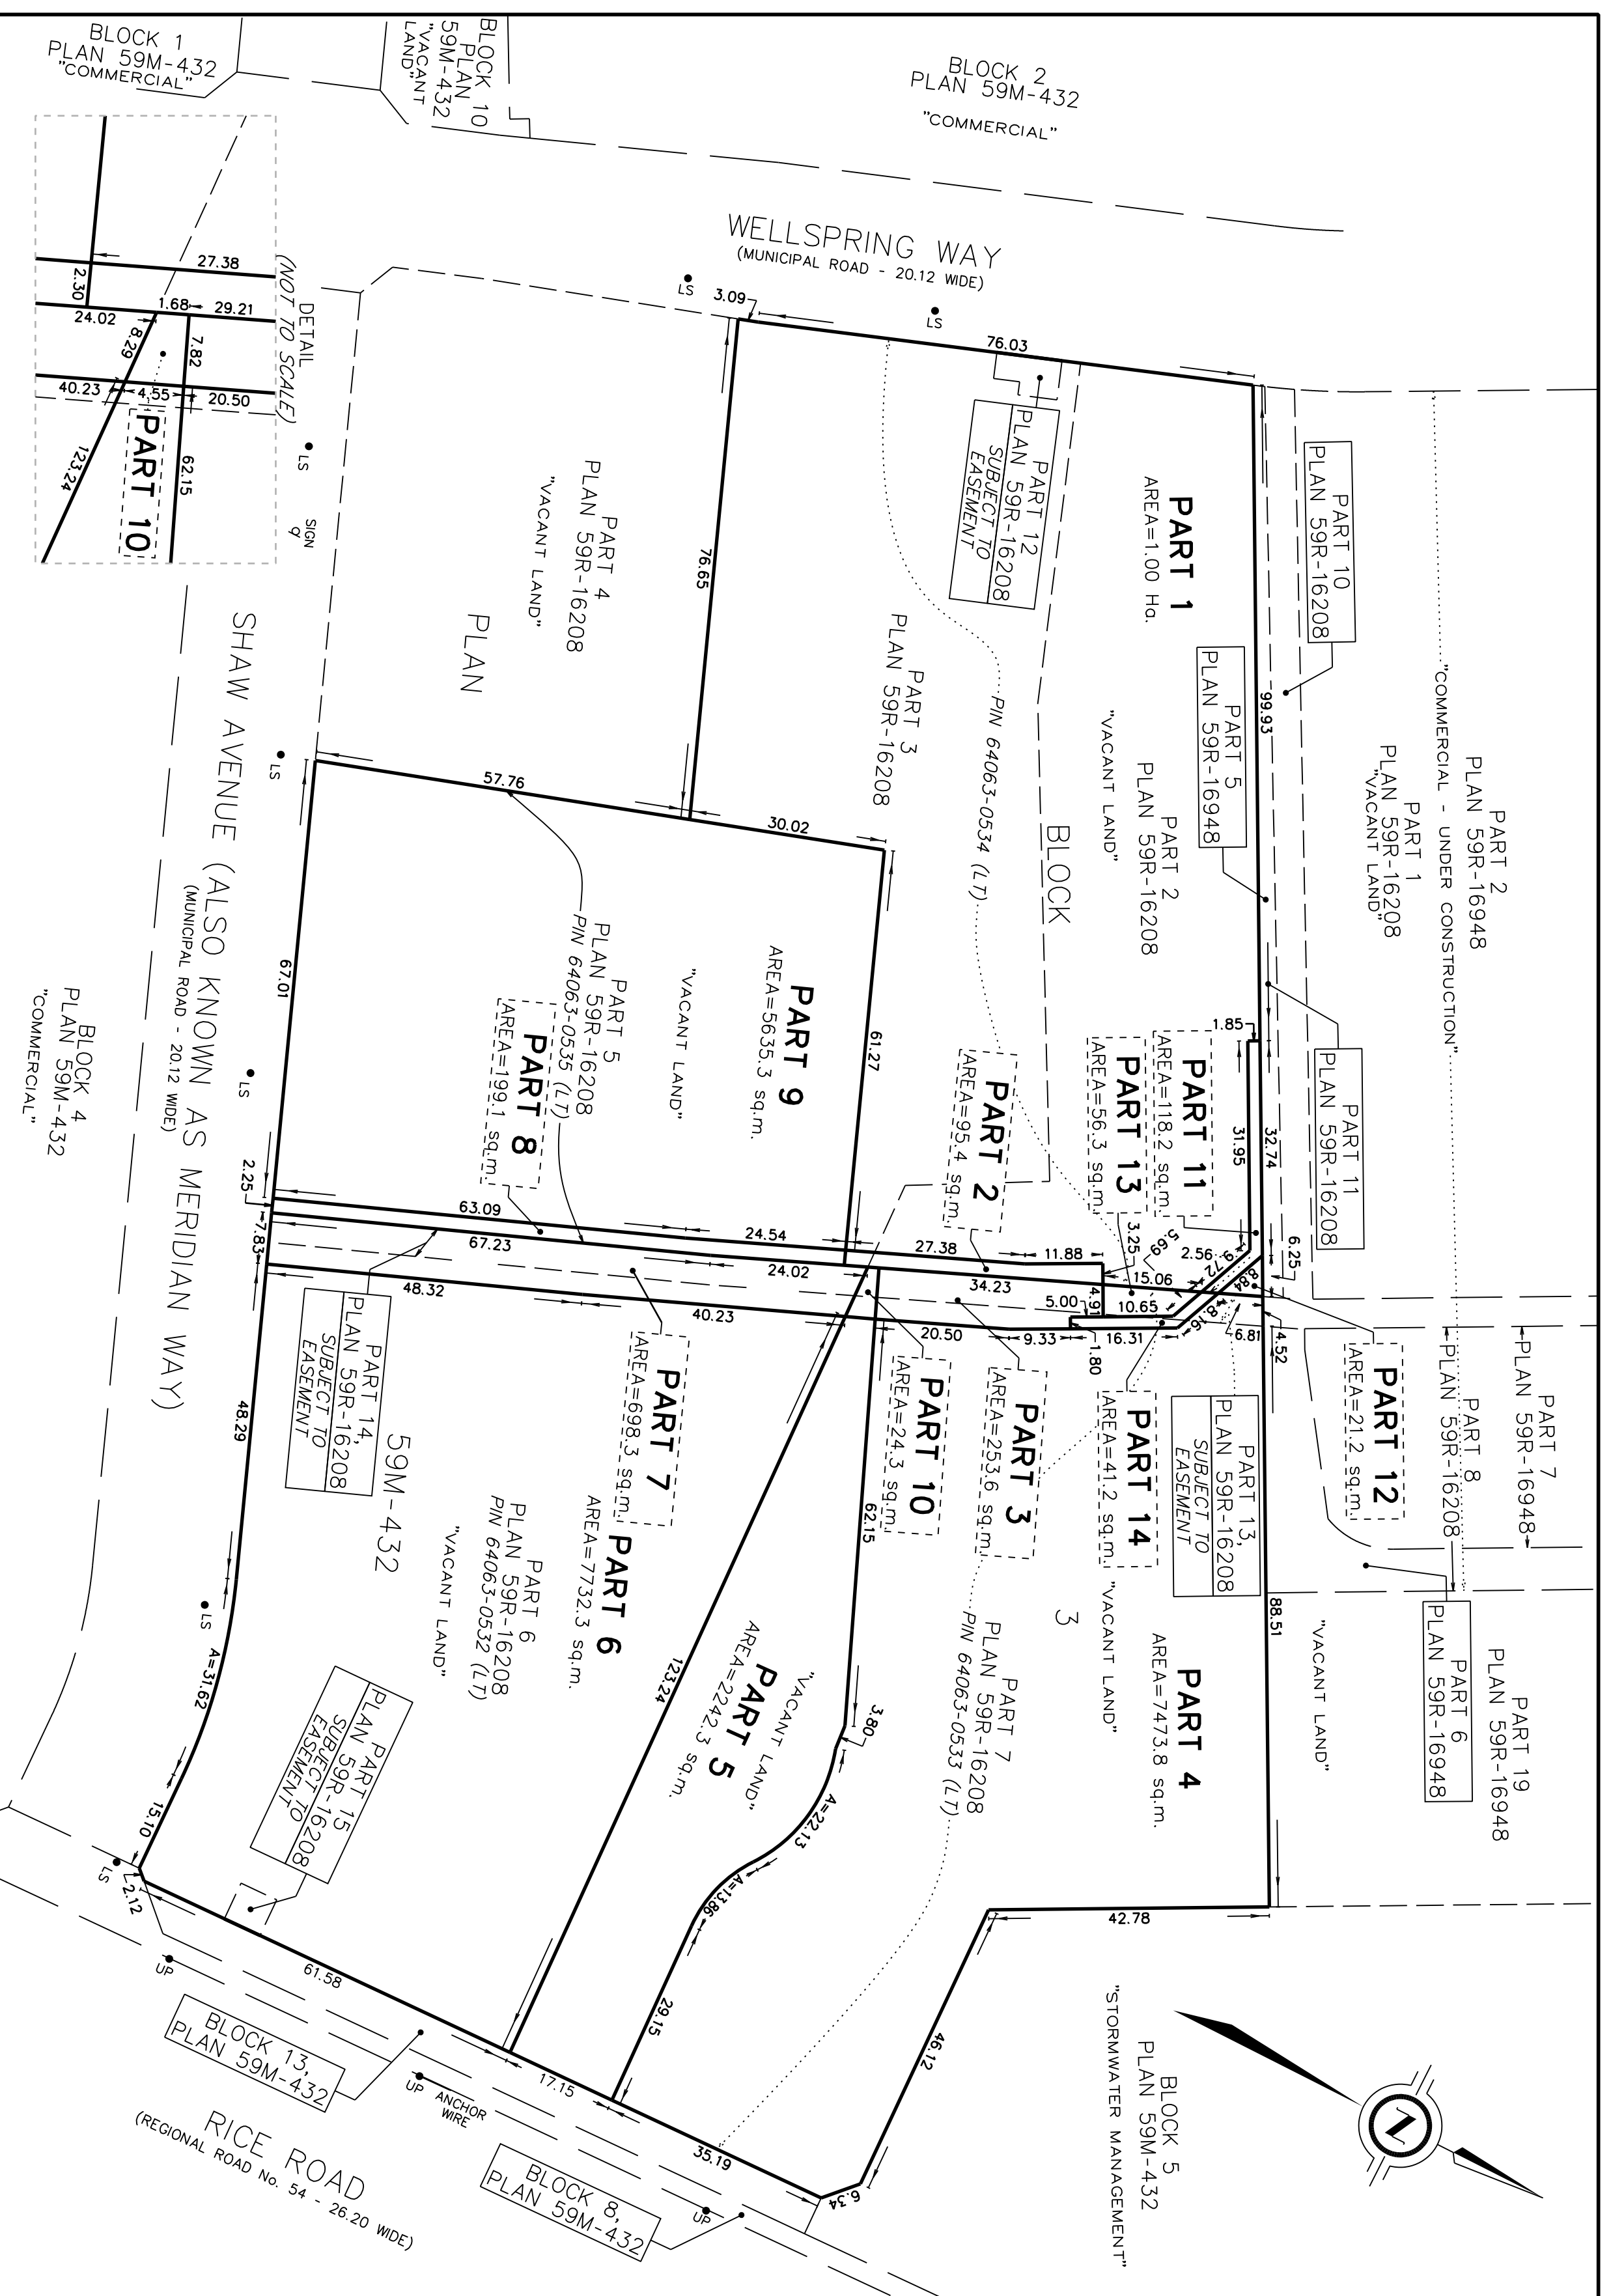 BLOCK 1
PLAN 59M-432
"COMMERCIAL"
BLOCK 10
PLAN
59M-432
"VACANT
LAND"
BLOCK 2
PLAN 59M-432
"COMMERCIAL"
WELLSPRING WAY
(MUNICIPAL ROAD - 20.12 WIDE)
LS
LS
3.09
76.03
DETAIL
(NOT TO SCALE)
27.38
2.30
24.02
1.68
29.21
8.29
7.82
40.23
4.55
20.50
PART 10
62.15
123.24
LS
SIGN
PART 4
PLAN 59R-16208
"VACANT LAND"
PLAN
76.65
PART 12
PLAN 59R-16208
SUBJECT TO
EASEMENT
PART 1
AREA=1.00 Ha.
PART 10
PLAN 59R-16208
PART 5
PLAN 59R-16948
99.93
PART 3
PLAN 59R-16208
PIN 64063-0534 (LT)
"VACANT LAND"
PART 2
PLAN 59R-16208
BLOCK
"COMMERCIAL - UNDER CONSTRUCTION"
PART 2
PLAN 59R-16948
PART 1
PLAN 59R-16208
"VACANT LAND"
57.76
30.02
SHAW AVENUE (ALSO KNOWN AS MERIDIAN WAY)
(MUNICIPAL ROAD - 20.12 WIDE)
LS
LS
BLOCK 4
PLAN 59M-432
"COMMERCIAL"
67.01
PART 5
PLAN 59R-16208
PIN 64063-0535 (LT)
"VACANT LAND"
PART 9
AREA=5635.3 sq.m.
61.27
PART 8
AREA=199.1 sq.m.
PART 2
AREA=95.4 sq.m.
PART 13
AREA=56.3 sq.m.
PART 11
AREA=118.2 sq.m.
1.85
31.95
32.74
PART 11
PLAN 59R-16208
2.25
7.83
63.09
67.23
24.54
24.02
27.38
34.23
11.88
3.25
4.91
5.00
15.06
10.65
5.69
2.56
9.72
8.84
8.16
6.25
6.81
4.52
48.32
40.23
20.50
9.33
1.80
16.31
PART 14,
PLAN 59R-16208
SUBJECT TO
EASEMENT
PART 7
AREA=698.3 sq.m.
PART 10
AREA=24.3 sq.m.
PART 3
AREA=253.6 sq.m.
PART 14
AREA=41.2 sq.m.
PART 13,
PLAN 59R-16208
SUBJECT TO
EASEMENT
PART 12
AREA=21.2 sq.m.
PART 8
PLAN 59R-16208
PART 7
PLAN 59R-16948
48.29
59M-432
PART 6
PLAN 59R-16208
PIN 64063-0532 (LT)
"VACANT LAND"
PART 6
AREA=7732.3 sq.m.
62.15
123.24
"VACANT LAND"
PART 5
AREA=2242.3 sq.m.
3.80
A=22.13
A=13.86
29.15
PART 7
PLAN 59R-16208
PIN 64063-0533 (LT)
3
"VACANT LAND"
PART 4
AREA=7473.8 sq.m.
88.51
"VACANT LAND"
PART 6
PLAN 59R-16948
PART 19
PLAN 59R-16948
LS
A=31.62
15.10
LS
2.12
PART 15
PLAN 59R-16208
SUBJECT TO
EASEMENT
61.58
17.15
35.19
6.34
46.12
42.78
UP
UP
ANCHOR
WIRE
UP
BLOCK 13,
PLAN 59M-432
BLOCK 8,
PLAN 59M-432
RICE ROAD
(REGIONAL ROAD No. 54 - 26.20 WIDE)
BLOCK 5
PLAN 59M-432
"STORMWATER MANAGEMENT"
N